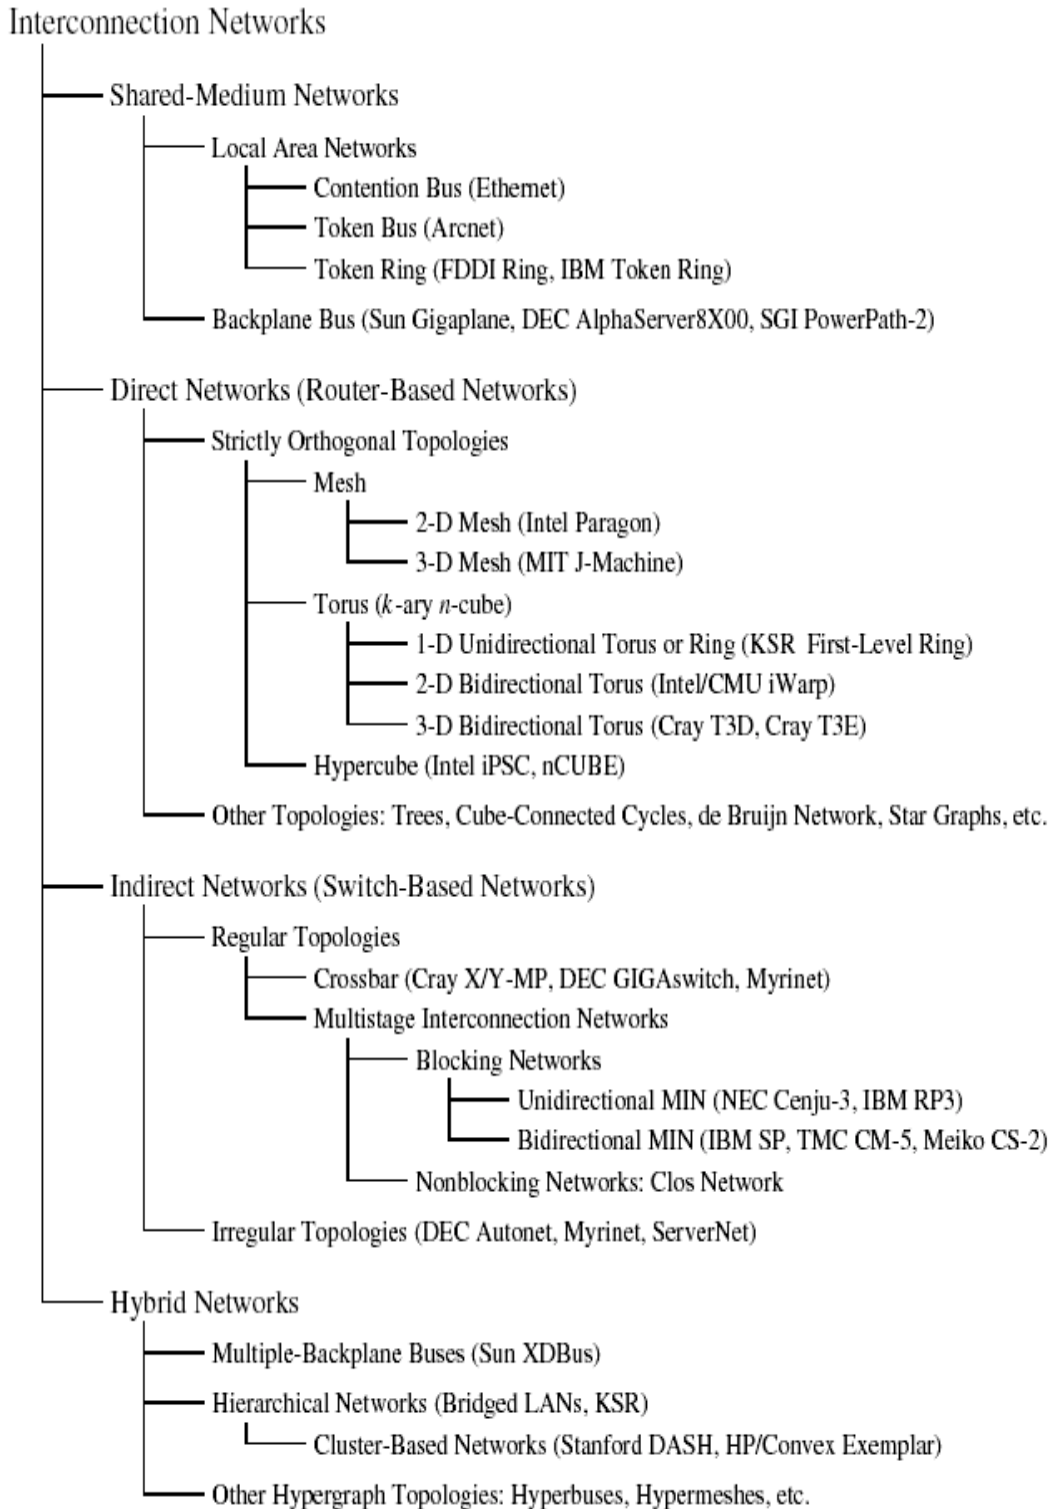 Interconnection Networks
Shared-Medium Networks
Local Area Networks
Contention Bus (Ethernet)
Token Bus (Arcnet)
Token Ring (FDDI Ring, IBM Token Ring)
Backplane Bus (Sun Gigaplane, DEC AlphaServer8X00, SGI PowerPath-2)
Direct Networks (Router-Based Networks)
Strictly Orthogonal Topologies
Mesh
2-D Mesh (Intel Paragon)
3-D Mesh (MIT J-Machine)
Torus (k-ary n-cube)
1-D Unidirectional Torus or Ring (KSR First-Level Ring)
2-D Bidirectional Torus (Intel/CMU iWarp)
3-D Bidirectional Torus (Cray T3D, Cray T3E)
Hypercube (Intel iPSC, nCUBE)
Other Topologies: Trees, Cube-Connected Cycles, de Bruijn Network, Star Graphs, etc.
Indirect Networks (Switch-Based Networks)
Regular Topologies
Crossbar (Cray X/Y-MP, DEC GIGAswitch, Myrinet)
Multistage Interconnection Networks
Blocking Networks
Unidirectional MIN (NEC Cenju-3, IBM RP3)
Bidirectional MIN (IBM SP, TMC CM-5, Meiko CS-2)
Nonblocking Networks: Clos Network
Irregular Topologies (DEC Autonet, Myrinet, ServerNet)
Hybrid Networks
Multiple-Backplane Buses (Sun XDBus)
Hierarchical Networks (Bridged LANs, KSR)
Cluster-Based Networks (Stanford DASH, HP/Convex Exemplar)
Other Hypergraph Topologies: Hyperbuses, Hypermeshes, etc.